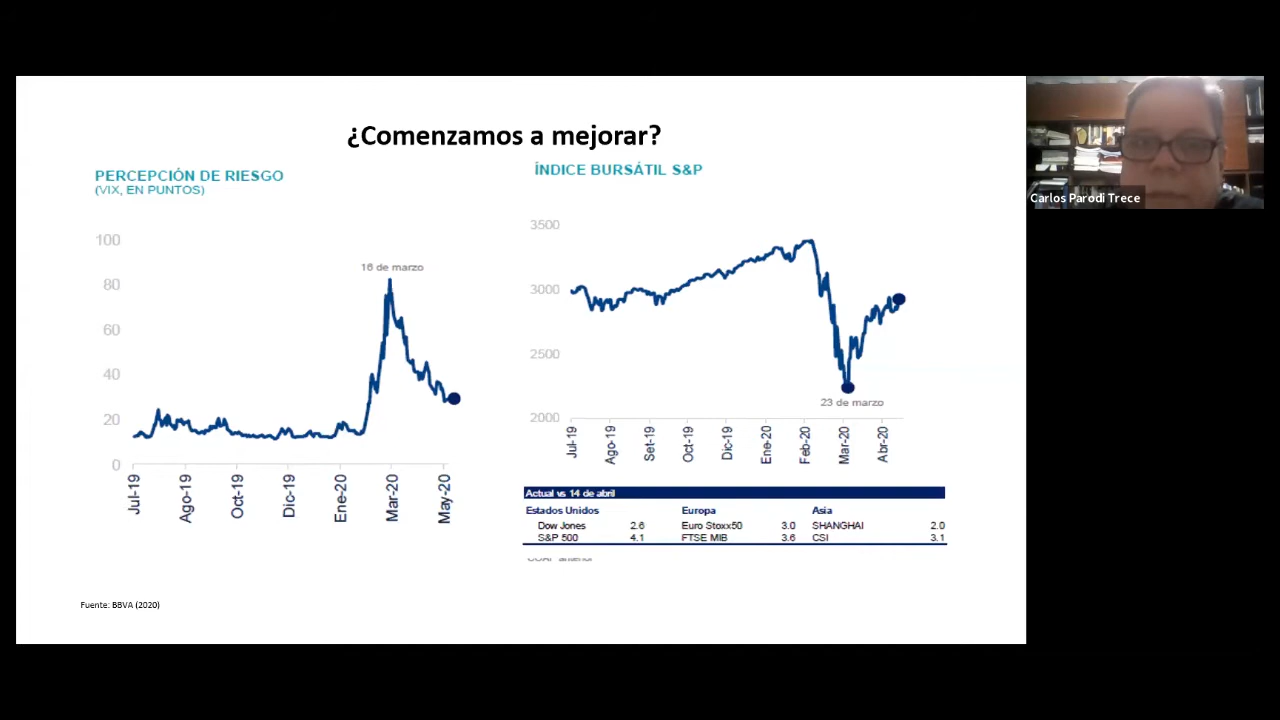 ¿Comenzamos a mejorar?
PERCEPCIÓN DE RIESGO
(VIX, EN PUNTOS)
100
80
60
40
20
0
16 de marzo
Jul-19
Ago-19
Oct-19
Dic-19
Ene-20
Mar-20
May-20
ÍNDICE BURSÁTIL S&P
3500
3000
2500
2000
23 de marzo
Jul-19
Ago-19
Set-19
Oct-19
Dic-19
Ene-20
Feb-20
Mar-20
Abr-20
Actual vs 14 de abril
Estados Unidos Europa Asia
Dow Jones 2.6 Euro Stoxx50 3.0 SHANGHAI 2.0
S&P 500 4.1 FTSE MIB 3.6 CSI 3.1
Fuente: BBVA (2020)
Carlos Parodi Trece